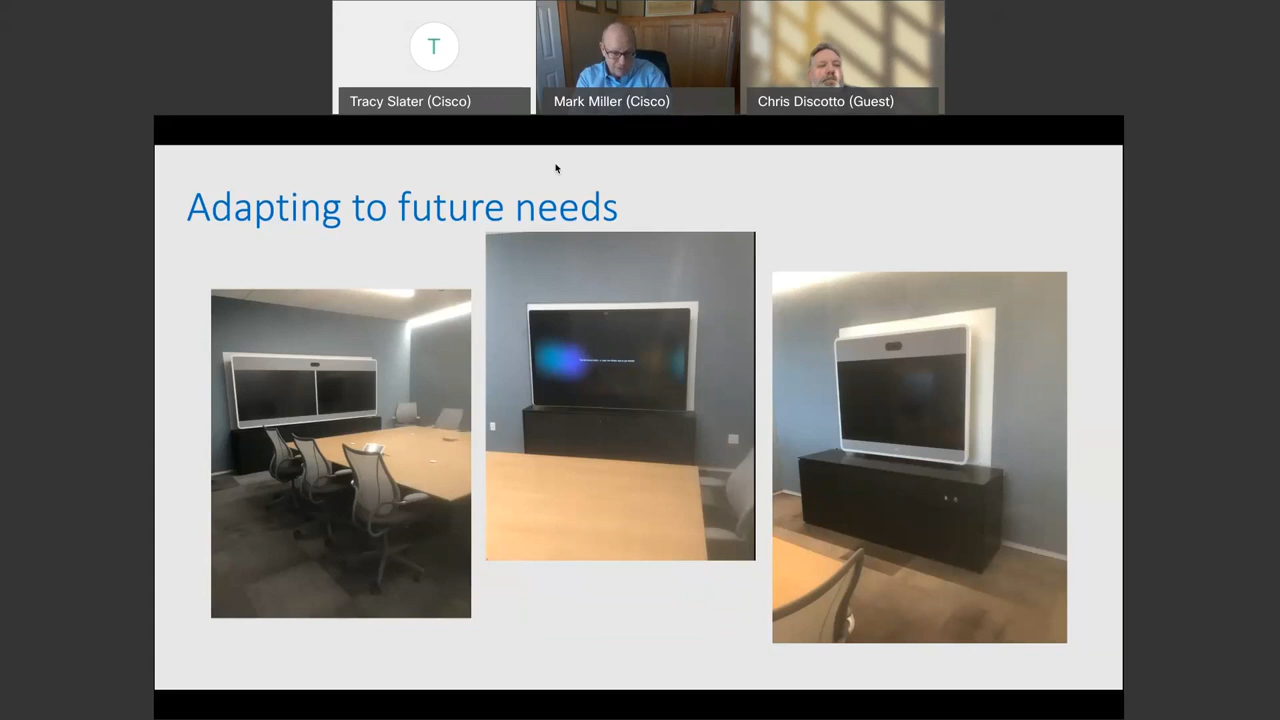 T
Tracy Slater (Cisco)
Mark Miller (Cisco)
Chris Discotto (Guest)
Adapting to future needs